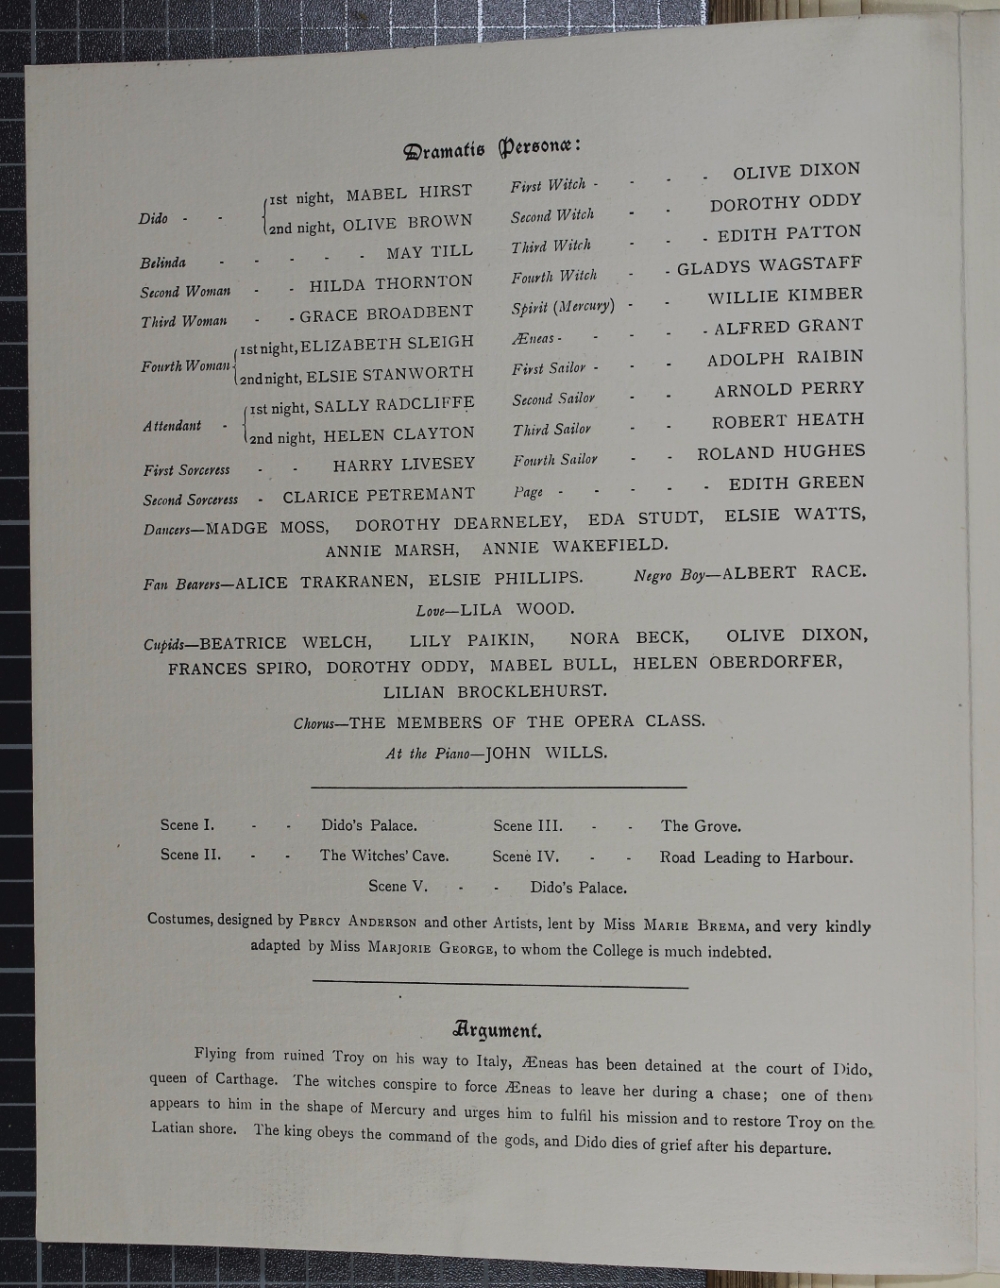 Dramatis Personæ:
Dido - - { 1st night, MABEL HIRST
2nd night, OLIVE BROWN
Belinda - - - - - MAY TILL
Second Woman - - HILDA THORNTON
Third Woman - - GRACE BROADBENT
Fourth Woman { 1st night, ELIZABETH SLEIGH
2nd night, ELSIE STANWORTH
Attendant - { 1st night, SALLY RADCLIFFE
2nd night, HELEN CLAYTON
First Sorceress - - HARRY LIVESEY
Second Sorceress - CLARICE PETREMANT
First Witch - - - - OLIVE DIXON
Second Witch - - DOROTHY ODDY
Third Witch - - - EDITH PATTON
Fourth Witch - - GLADYS WAGSTAFF
Spirit (Mercury) - - WILLIE KIMBER
Æneas - - - - - ALFRED GRANT
First Sailor - - - ADOLPH RAIBIN
Second Sailor - - ARNOLD PERRY
Third Sailor - - ROBERT HEATH
Fourth Sailor - - ROLAND HUGHES
Page - - - - - EDITH GREEN
Dancers—MADGE MOSS, DOROTHY DEARNELEY, EDA STUDT, ELSIE WATTS,
ANNIE MARSH, ANNIE WAKEFIELD.
Fan Bearers—ALICE TRAKRANEN, ELSIE PHILLIPS. Negro Boy—ALBERT RACE.
Love—LILA WOOD.
Cupids—BEATRICE WELCH, LILY PAIKIN, NORA BECK, OLIVE DIXON,
FRANCES SPIRO, DOROTHY ODDY, MABEL BULL, HELEN OBERDORFER,
LILIAN BROCKLEHURST.
Chorus—THE MEMBERS OF THE OPERA CLASS.
At the Piano—JOHN WILLS.
Scene I. - - Dido's Palace. Scene III. - - The Grove.
Scene II. - - The Witches' Cave. Scene IV. - - Road Leading to Harbour.
Scene V. - - Dido's Palace.
Costumes, designed by PERCY ANDERSON and other Artists, lent by Miss MARIE BREMA, and very kindly
adapted by Miss MARJORIE GEORGE, to whom the College is much indebted.
Argument.
Flying from ruined Troy on his way to Italy, Æneas has been detained at the court of Dido,
queen of Carthage. The witches conspire to force Æneas to leave her during a chase; one of them
appears to him in the shape of Mercury and urges him to fulfil his mission and to restore Troy on the
Latian shore. The king obeys the command of the gods, and Dido dies of grief after his departure.